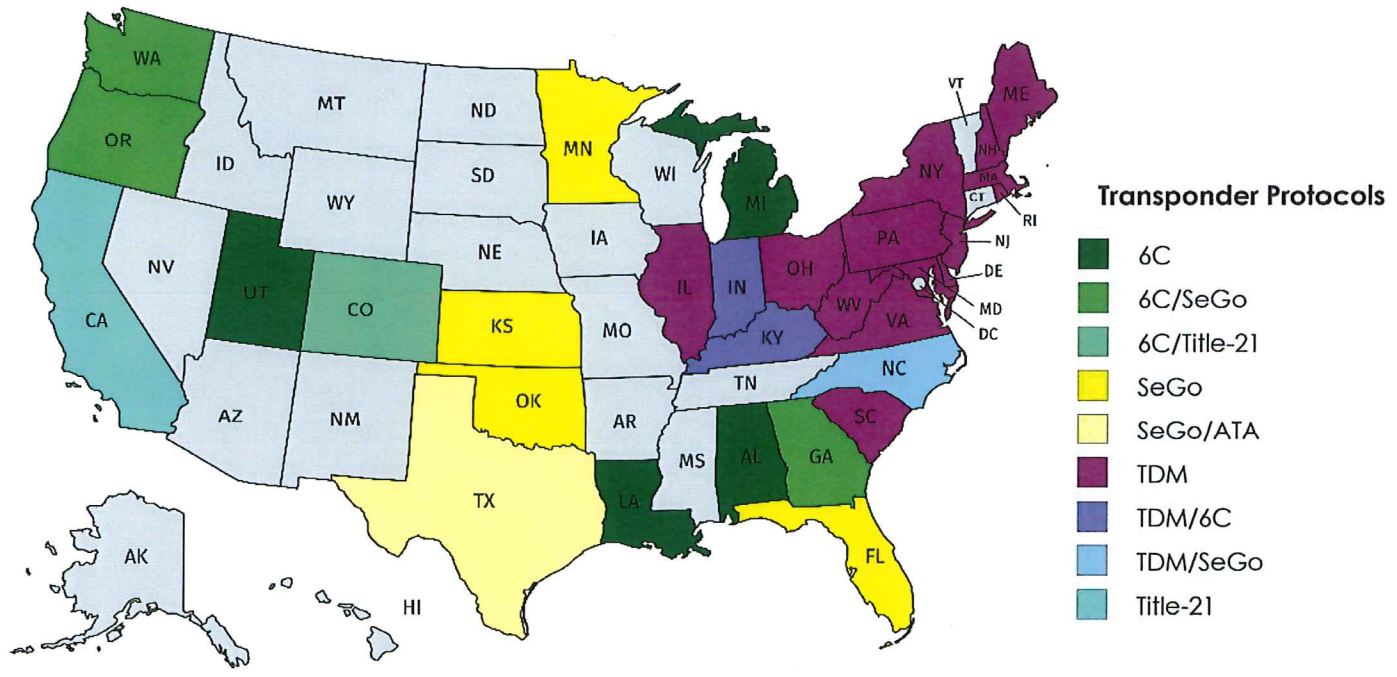 WA
MT
ND
MN
VT
ME
OR
ID
SD
WI
NH
NY
MA
WY
MI
CT
RI
Transponder Protocols
NE
IA
PA
NJ
NV
UT
IL
IN
OH
DE
6C
CO
WV
MD
6C/SeGo
CA
KS
MO
KY
VA
DC
6C/Title-21
TN
NC
SeGo
AZ
NM
OK
AR
SC
SeGo/ATA
MS
AL
GA
TX
LA
TDM
TDM/6C
AK
FL
TDM/SeGo
HI
Title-21